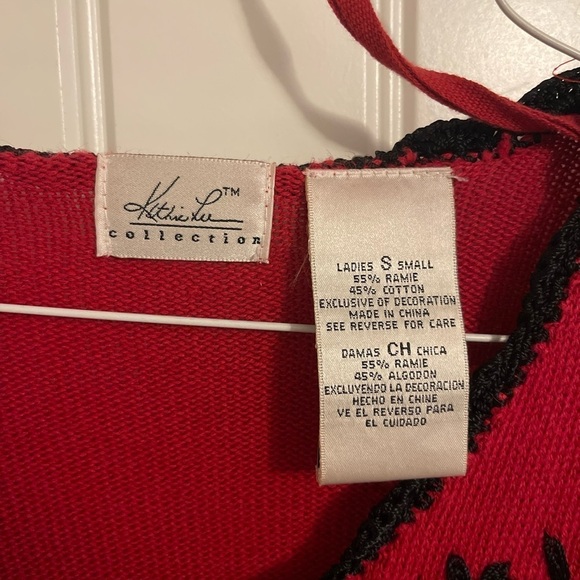 Kathie Lee™
collection
LADIES S SMALL
55% RAMIE
45% COTTON
EXCLUSIVE OF DECORATION
MADE IN CHINA
SEE REVERSE FOR CARE
DAMAS CH CHICA
55% RAMIE
45% ALGODON
EXCLUYENDO LA DECORACION
HECHO EN CHINE
VE EL REVERSO PARA
EL CUIDADO